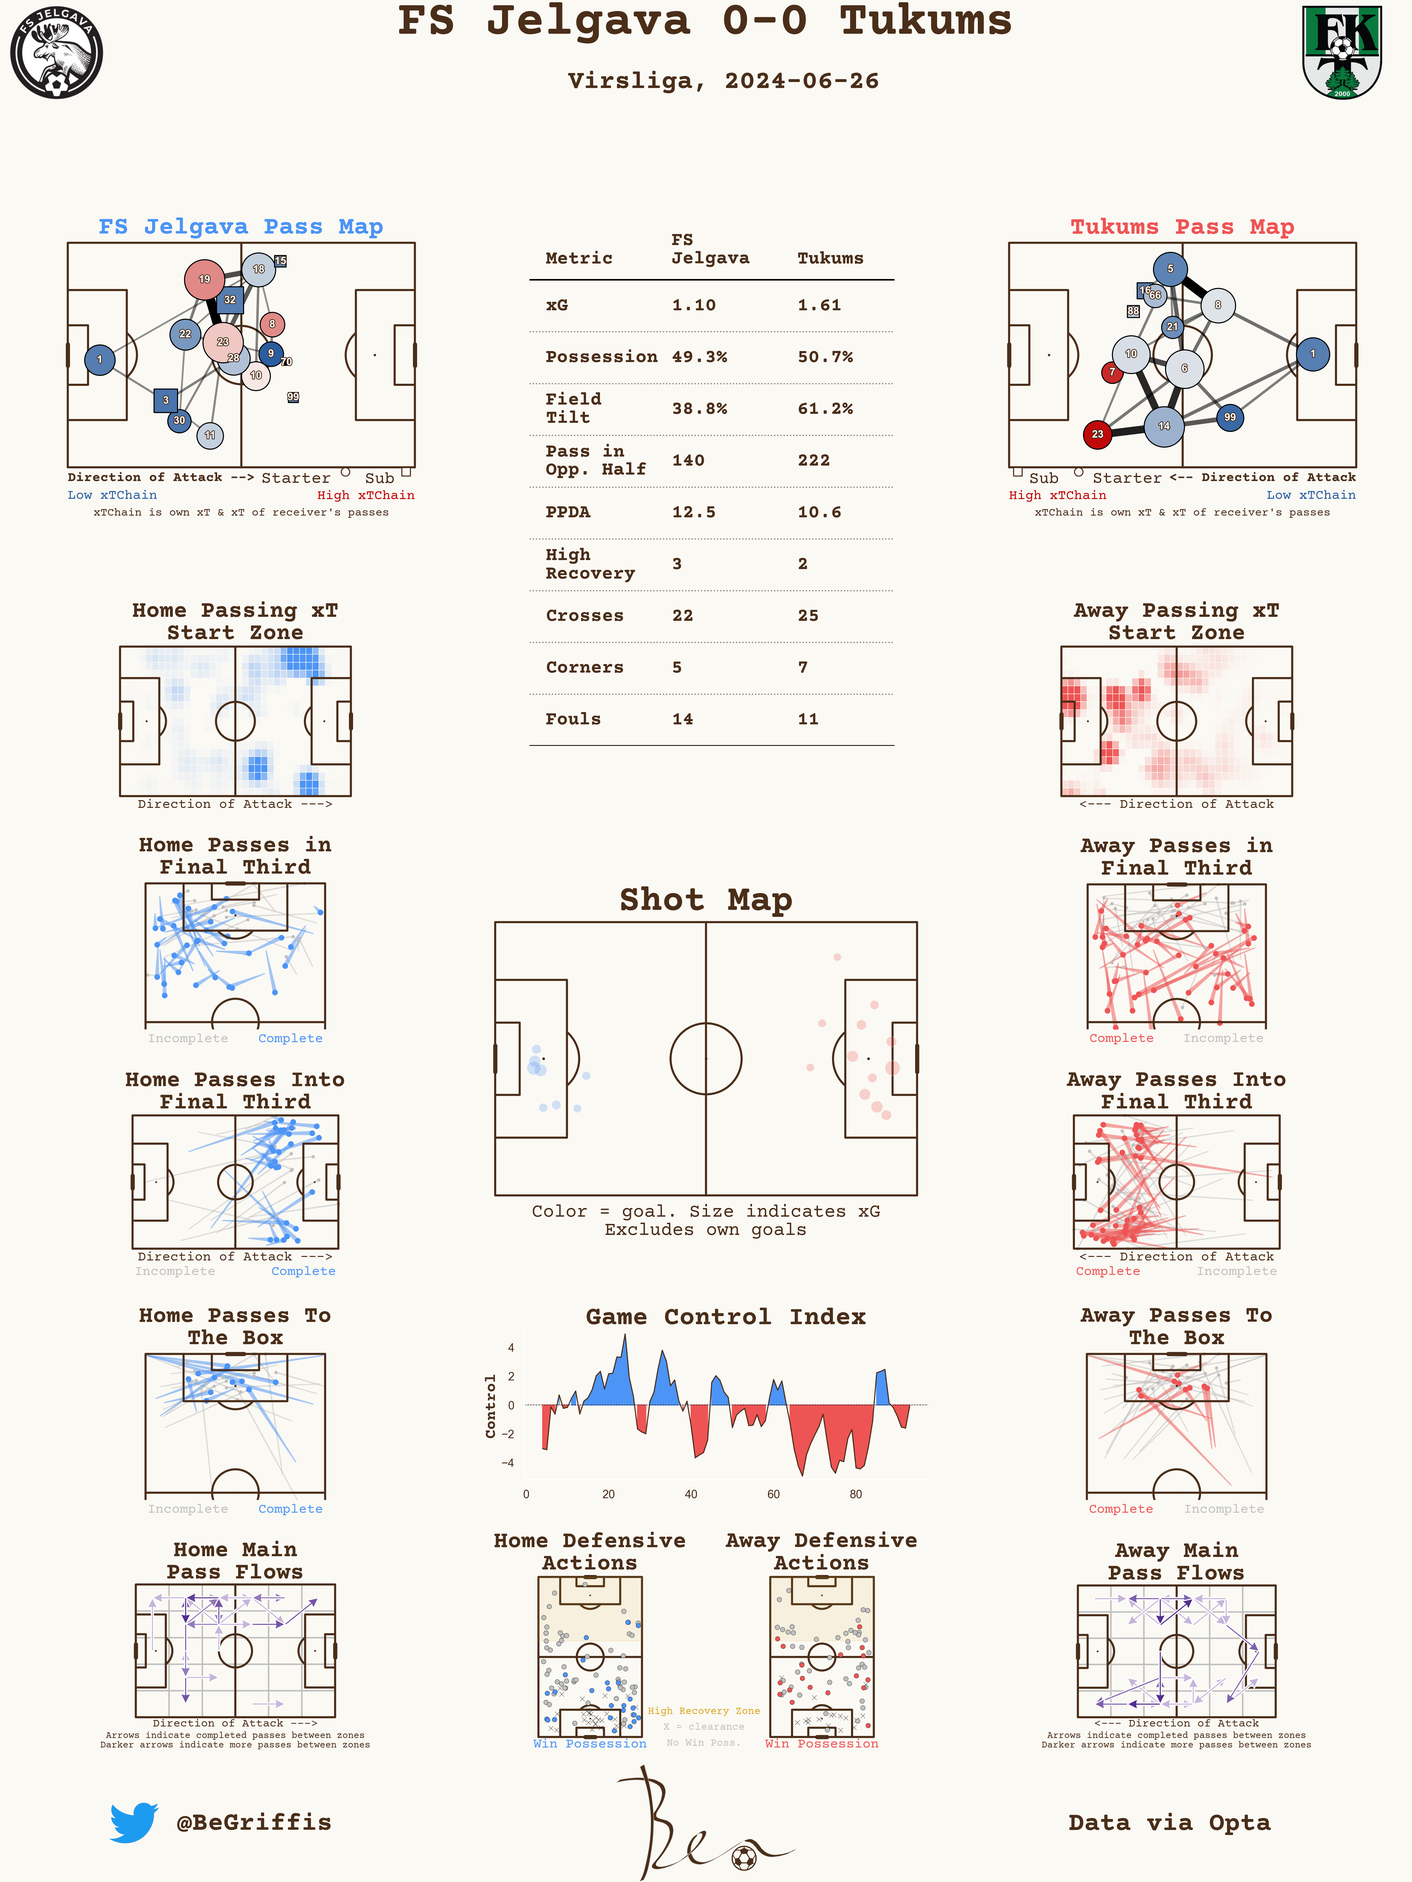 FS Jelgava 0-0 Tukums
Virsliga, 2024-06-26
FS JELGAVA
FK
2000
FS Jelgava Pass Map
19
18
15
32
22
8
23
28
9
70
1
10
3
99
30
11
Direction of Attack --> Starter Sub
Low xTChain High xTChain
xTChain is own xT & xT of receiver's passes
Metric FS Jelgava Tukums
xG 1.10 1.61
Possession 49.3% 50.7%
Field Tilt 38.8% 61.2%
Pass in Opp. Half 140 222
PPDA 12.5 10.6
High Recovery 3 2
Crosses 22 25
Corners 5 7
Fouls 14 11
Tukums Pass Map
5
16
66
8
88
21
10
1
6
7
99
14
23
Sub Starter <-- Direction of Attack
High xTChain Low xTChain
xTChain is own xT & xT of receiver's passes
Home Passing xT
Start Zone
Direction of Attack --->
Away Passing xT
Start Zone
<--- Direction of Attack
Home Passes in
Final Third
Incomplete Complete
Away Passes in
Final Third
Complete Incomplete
Shot Map
Color = goal. Size indicates xG
Excludes own goals
Home Passes Into
Final Third
Direction of Attack --->
Incomplete Complete
Away Passes Into
Final Third
<--- Direction of Attack
Complete Incomplete
Home Passes To
The Box
Incomplete Complete
Game Control Index
Control
4
2
0
−2
−4
0 20 40 60 80
Away Passes To
The Box
Complete Incomplete
Home Main
Pass Flows
Direction of Attack --->
Arrows indicate completed passes between zones
Darker arrows indicate more passes between zones
Home Defensive
Actions
Win Possession
High Recovery Zone
X = clearance
No Win Poss.
Away Defensive
Actions
Win Possession
Away Main
Pass Flows
<--- Direction of Attack
Arrows indicate completed passes between zones
Darker arrows indicate more passes between zones
@BeGriffis
Ben
Data via Opta